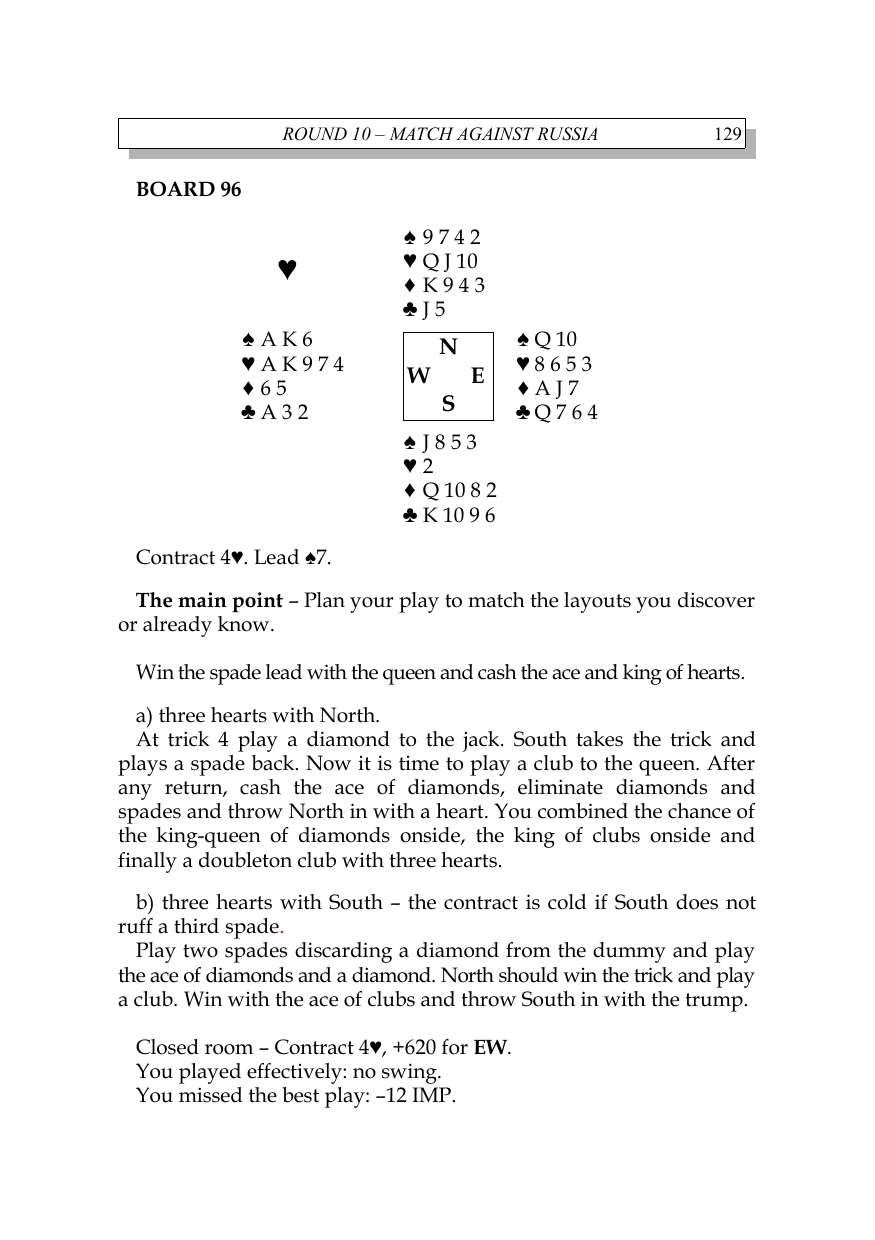 ROUND 10 – MATCH AGAINST RUSSIA 129
BOARD 96
♥
♠ 9 7 4 2
♥ Q J 10
♦ K 9 4 3
♣ J 5
♠ A K 6
♥ A K 9 7 4
♦ 6 5
♣ A 3 2
N
W E
S
♠ Q 10
♥ 8 6 5 3
♦ A J 7
♣ Q 7 6 4
♠ J 8 5 3
♥ 2
♦ Q 10 8 2
♣ K 10 9 6
Contract 4♥. Lead ♠7.
The main point – Plan your play to match the layouts you discover
or already know.
Win the spade lead with the queen and cash the ace and king of hearts.
a) three hearts with North.
At trick 4 play a diamond to the jack. South takes the trick and
plays a spade back. Now it is time to play a club to the queen. After
any return, cash the ace of diamonds, eliminate diamonds and
spades and throw North in with a heart. You combined the chance of
the king-queen of diamonds onside, the king of clubs onside and
finally a doubleton club with three hearts.
b) three hearts with South – the contract is cold if South does not
ruff a third spade.
Play two spades discarding a diamond from the dummy and play
the ace of diamonds and a diamond. North should win the trick and play
a club. Win with the ace of clubs and throw South in with the trump.
Closed room – Contract 4♥, +620 for EW.
You played effectively: no swing.
You missed the best play: –12 IMP.